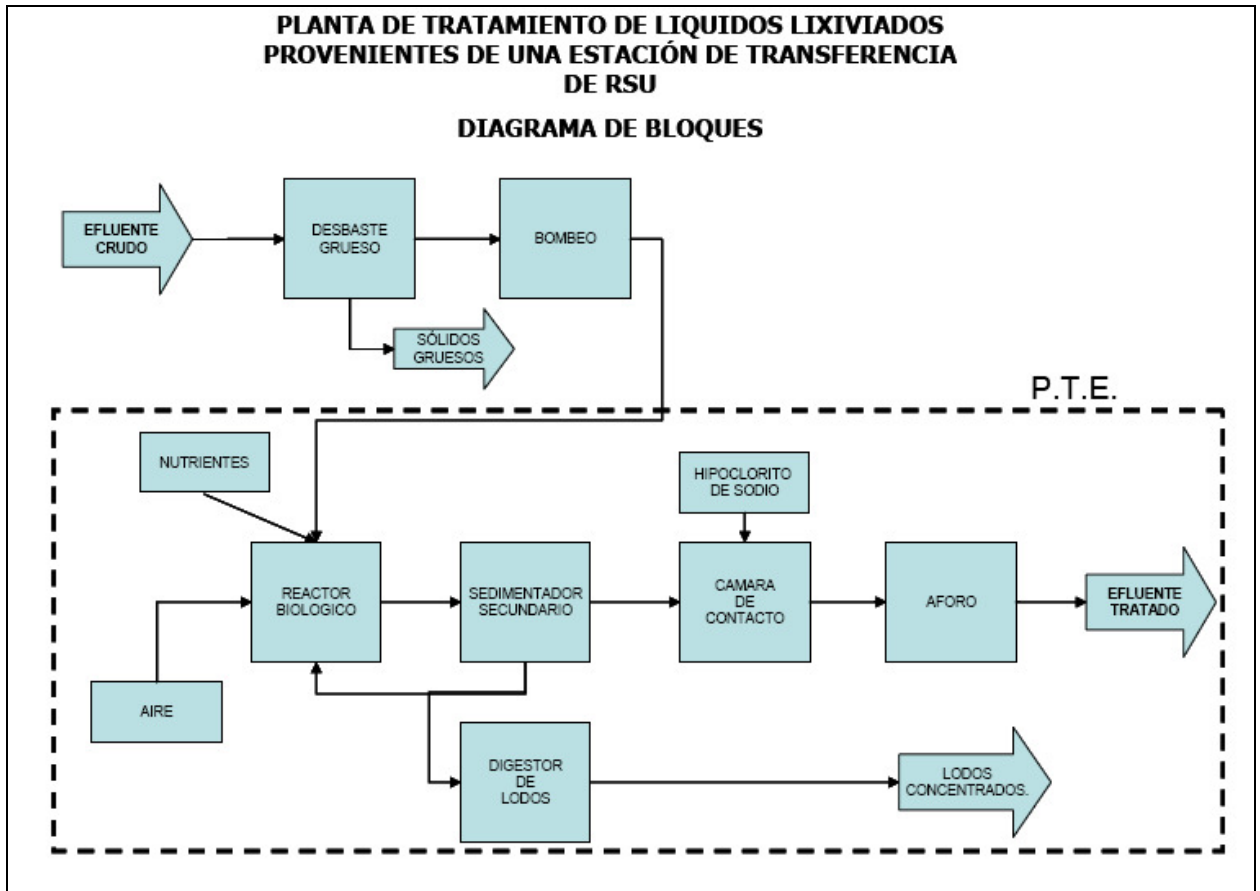 PLANTA DE TRATAMIENTO DE LIQUIDOS LIXIVIADOS
PROVENIENTES DE UNA ESTACIÓN DE TRANSFERENCIA
DE RSU
DIAGRAMA DE BLOQUES
EFLUENTE
CRUDO
DESBASTE
GRUESO
BOMBEO
SÓLIDOS
GRUESOS
P.T.E.
NUTRIENTES
HIPOCLORITO
DE SODIO
REACTOR
BIOLOGICO
SEDIMENTADOR
SECUNDARIO
CAMARA
DE
CONTACTO
AFORO
EFLUENTE
TRATADO
AIRE
DIGESTOR
DE
LODOS
LODOS
CONCENTRADOS.